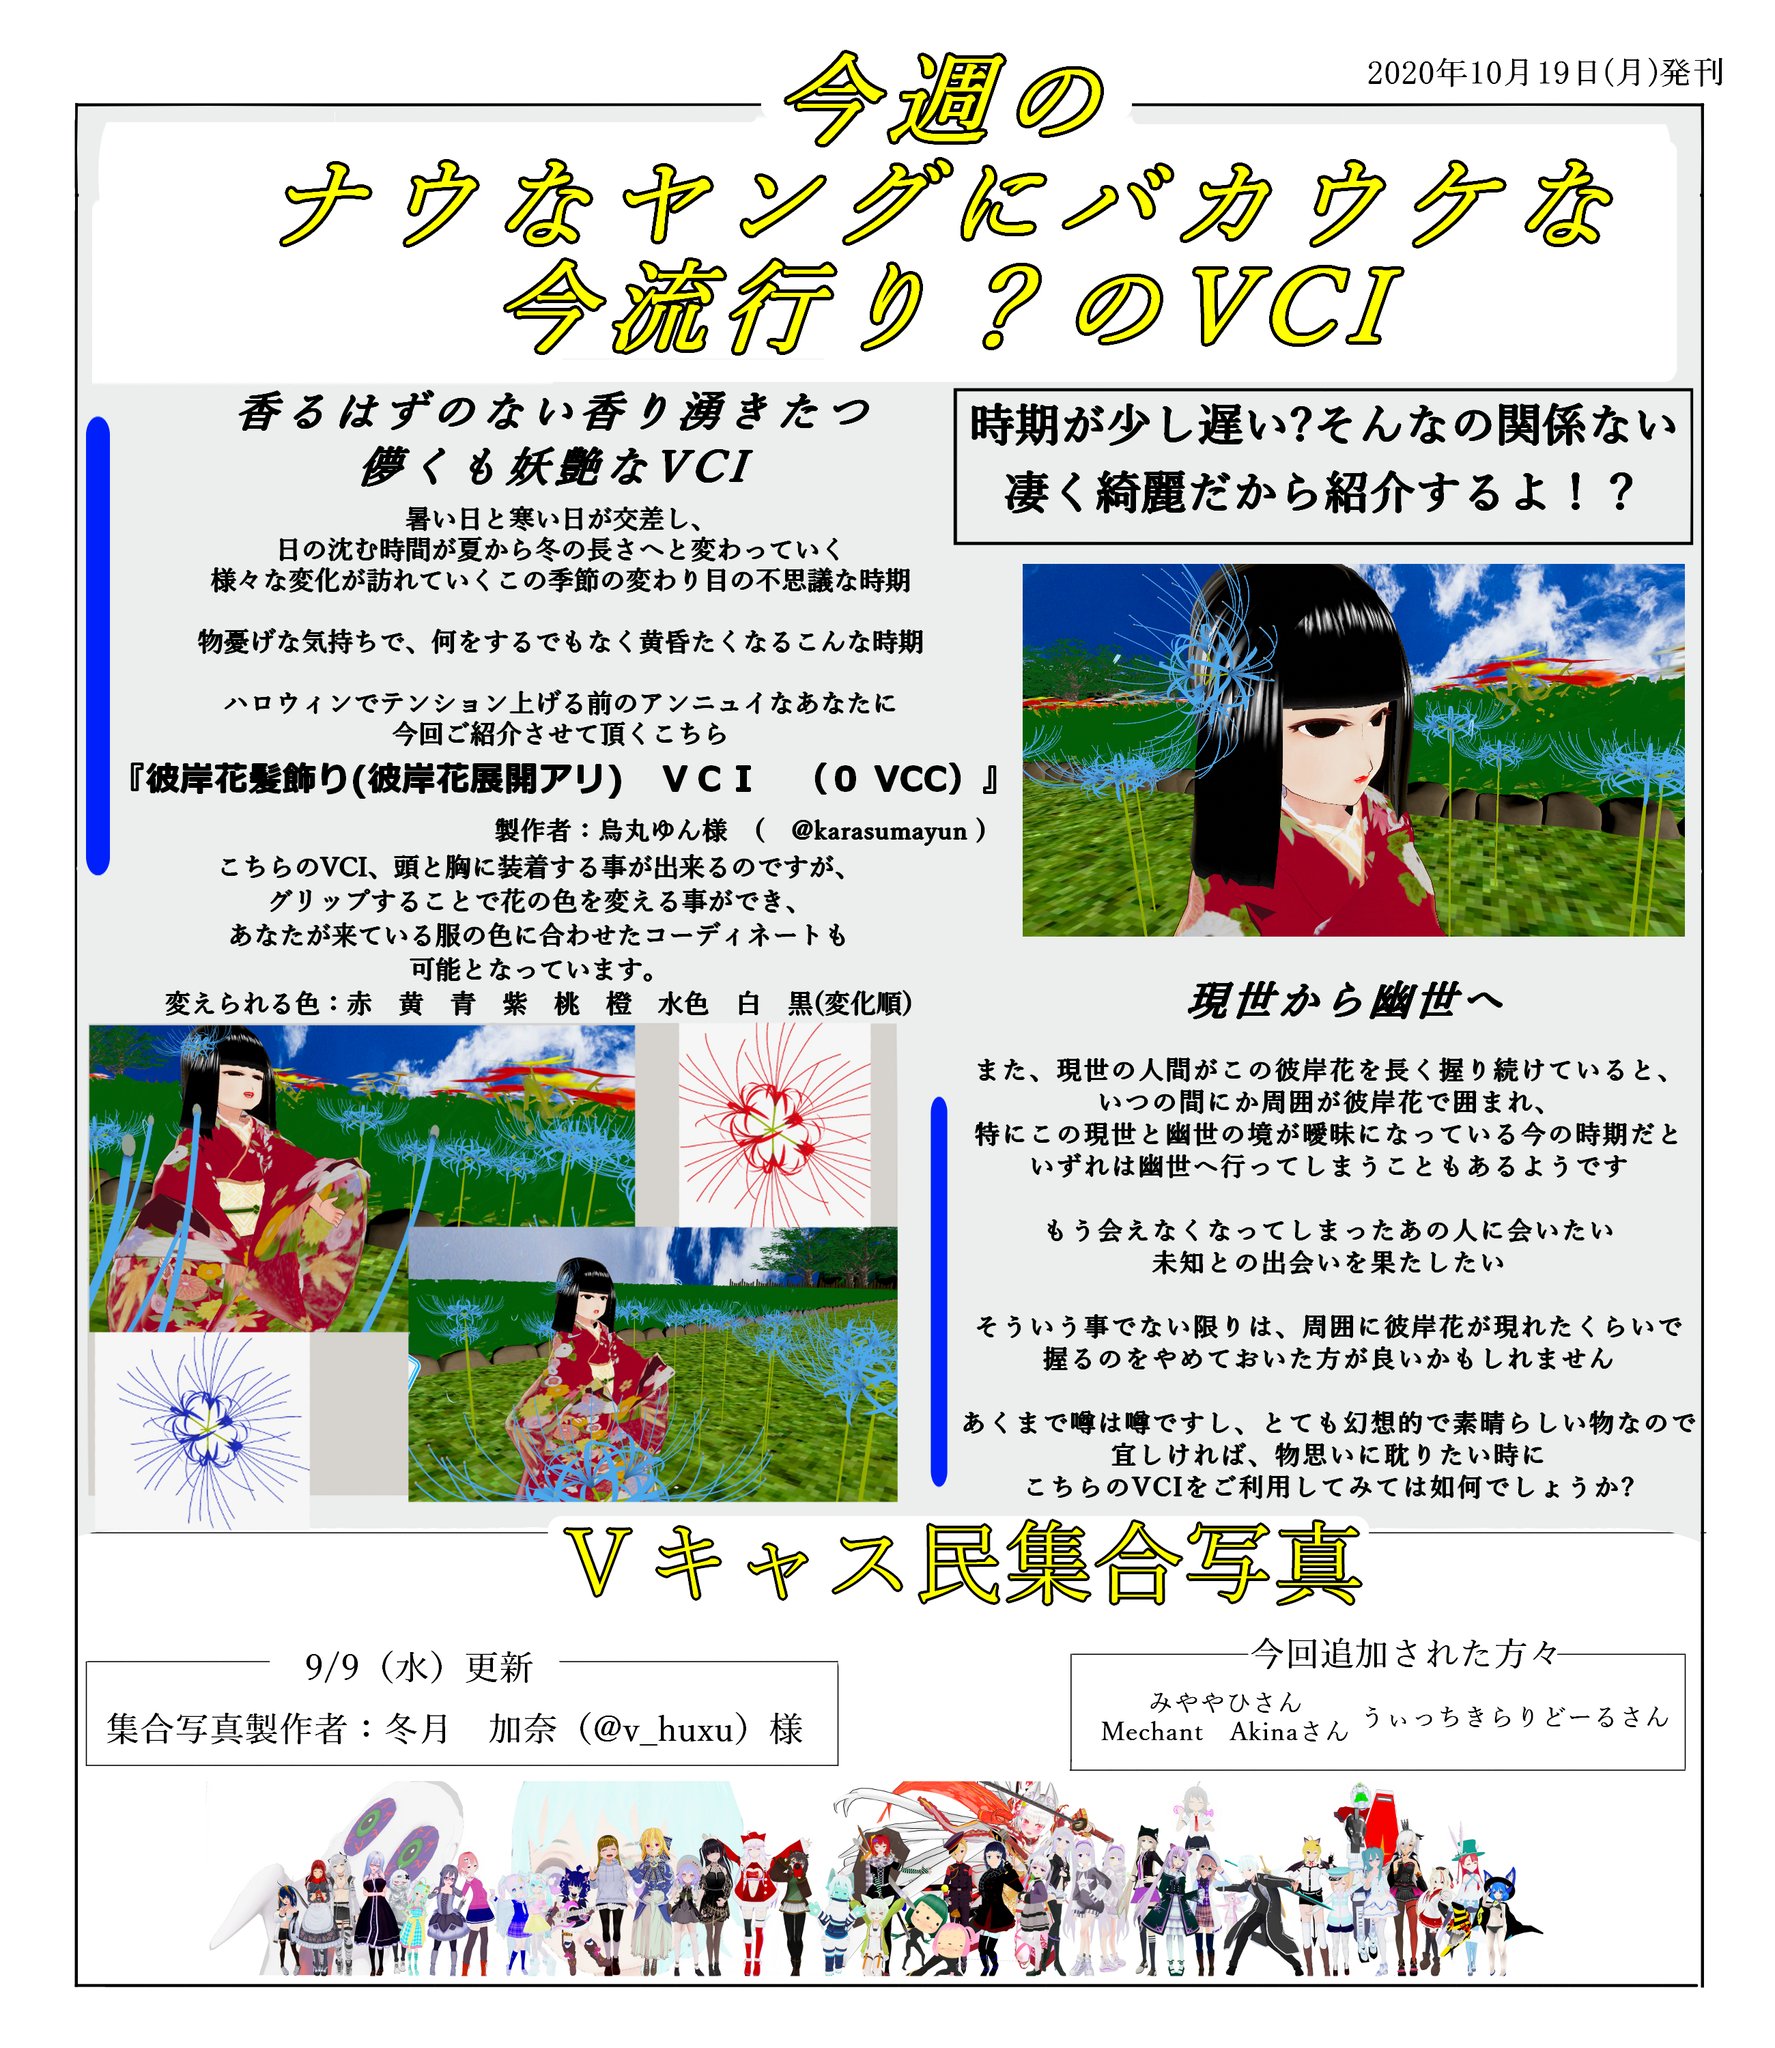 2020年10月19日(月)発刊
今週の
ナウなヤングにバカウケな
今流行り？のVCI
香るはずのない香り湧きたつ
儚くも妖艶なVCI
暑い日と寒い日が交差し、
日の沈む時間が夏から冬の長さへと変わっていく
様々な変化が訪れていくこの季節の変わり目の不思議な時期
物憂げな気持ちで、何をするでもなく黄昏たくなるこんな時期
ハロウィンでテンション上げる前のアンニュイなあなたに
今回ご紹介させて頂くこちら
『彼岸花髪飾り(彼岸花展開アリ)　ＶＣＩ　（0 VCC）』
製作者：烏丸ゆん様　(　@karasumayun )
こちらのVCI、頭と胸に装着する事が出来るのですが、
グリップすることで花の色を変える事ができ、
あなたが来ている服の色に合わせたコーディネートも
可能となっています。
変えられる色：赤　黄　青　紫　桃　橙　水色　白　黒(変化順)
時期が少し遅い?そんなの関係ない
凄く綺麗だから紹介するよ！？
現世から幽世へ
また、現世の人間がこの彼岸花を長く握り続けていると、
いつの間にか周囲が彼岸花で囲まれ、
特にこの現世と幽世の境が曖昧になっている今の時期だと
いずれは幽世へ行ってしまうこともあるようです
もう会えなくなってしまったあの人に会いたい
未知との出会いを果たしたい
そういう事でない限りは、周囲に彼岸花が現れたくらいで
握るのをやめておいた方が良いかもしれません
あくまで噂は噂ですし、とても幻想的で素晴らしい物なので
宜しければ、物思いに耽りたい時に
こちらのVCIをご利用してみては如何でしょうか?
Ｖキャス民集合写真
9/9（水）更新
集合写真製作者：冬月　加奈（@v_huxu）様
今回追加された方々
みややひさん
Mechant　Akinaさん
うぃっちきらりどーるさん